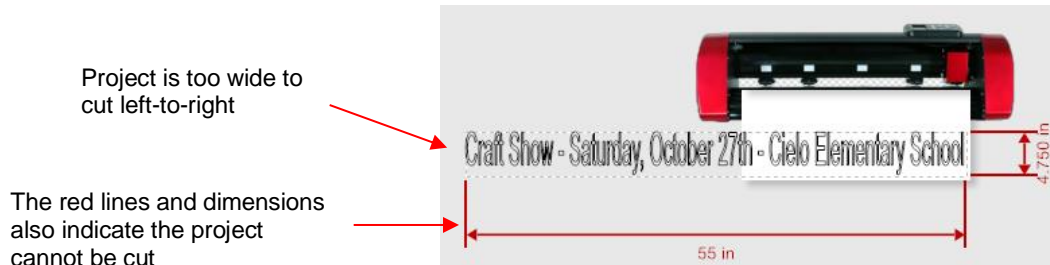 Project is too wide to
cut left-to-right
Craft Show - Saturday, October 27th - Cielo Elementary School
4.750 in
The red lines and dimensions
also indicate the project
cannot be cut
55 in